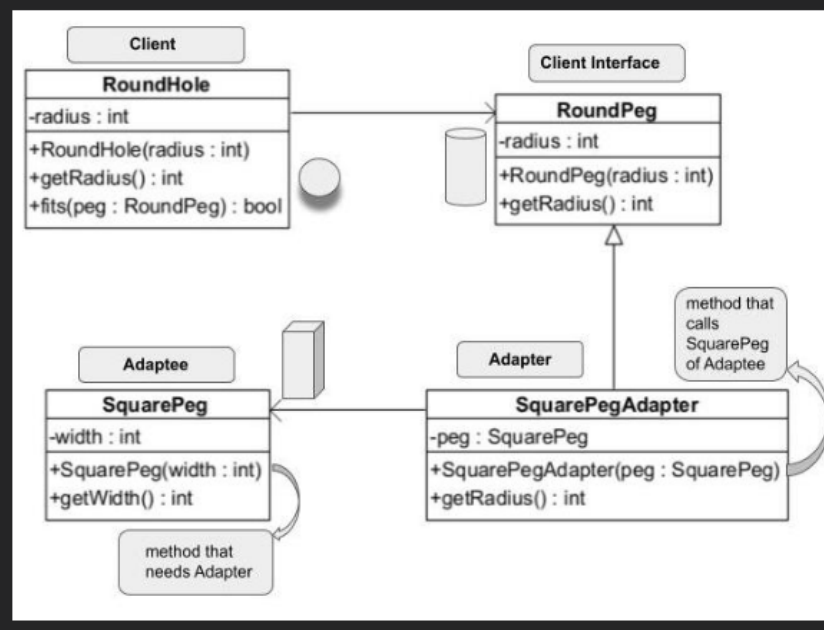 Client
RoundHole
-radius : int
+RoundHole(radius : int)
+getRadius() : int
+fits(peg : RoundPeg) : bool
Client Interface
RoundPeg
-radius : int
+RoundPeg(radius : int)
+getRadius() : int
Adaptee
SquarePeg
-width : int
+SquarePeg(width : int)
+getWidth() : int
method that
needs Adapter
Adapter
SquarePegAdapter
-peg : SquarePeg
+SquarePegAdapter(peg : SquarePeg)
+getRadius() : int
method that
calls
SquarePeg
of Adaptee